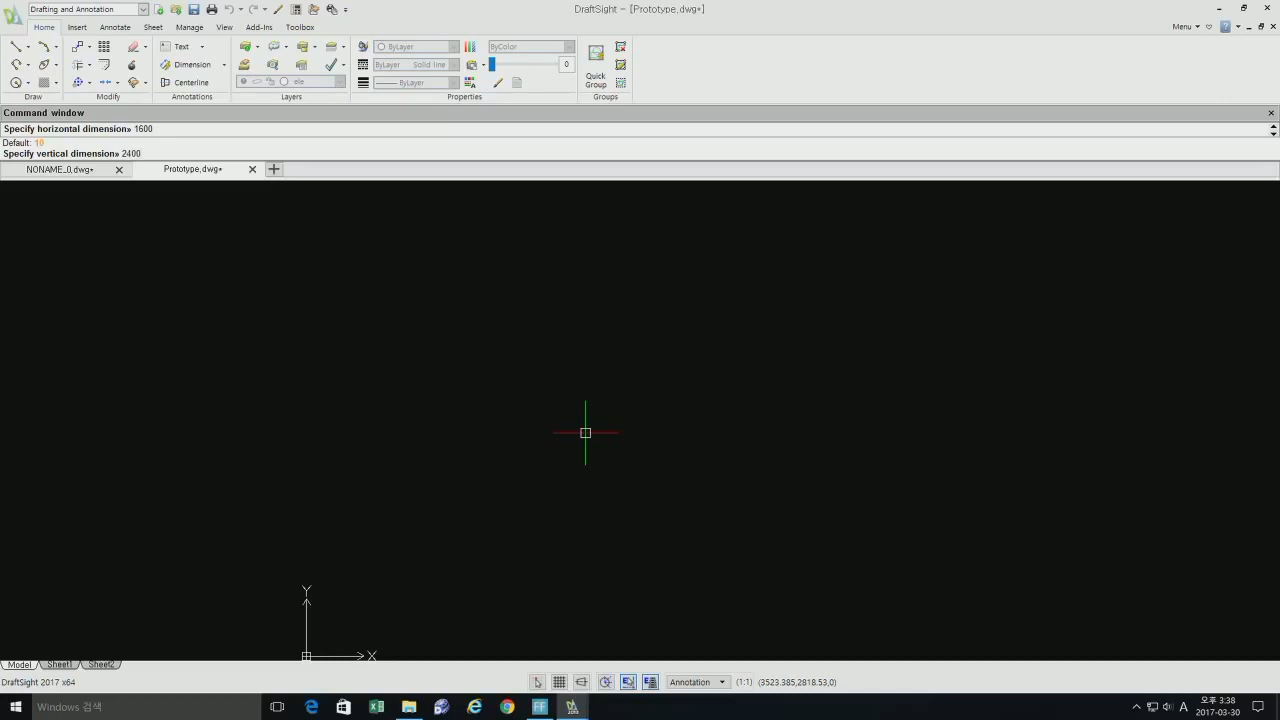 Drafting and Annotation
DraftSight - [Prototype.dwg*]
Home Insert Annotate Sheet Manage View Add-Ins Toolbox
Menu
Text ByLayer ByColor
Dimension ByLayer Solid line 0
Quick Group
Centerline ByLayer
Draw Modify Annotations Layers Properties Groups
Command window
Specify horizontal dimension» 1600
Default: 10
Specify vertical dimension» 2400
NONAME_0.dwg* Prototype.dwg*
Y
X
Model Sheet1 Sheet2
DraftSight 2017 x64 Annotation (1:1) (3523.385,2818.53,0)
Windows 검색
A 오후 3:38
2017-03-30